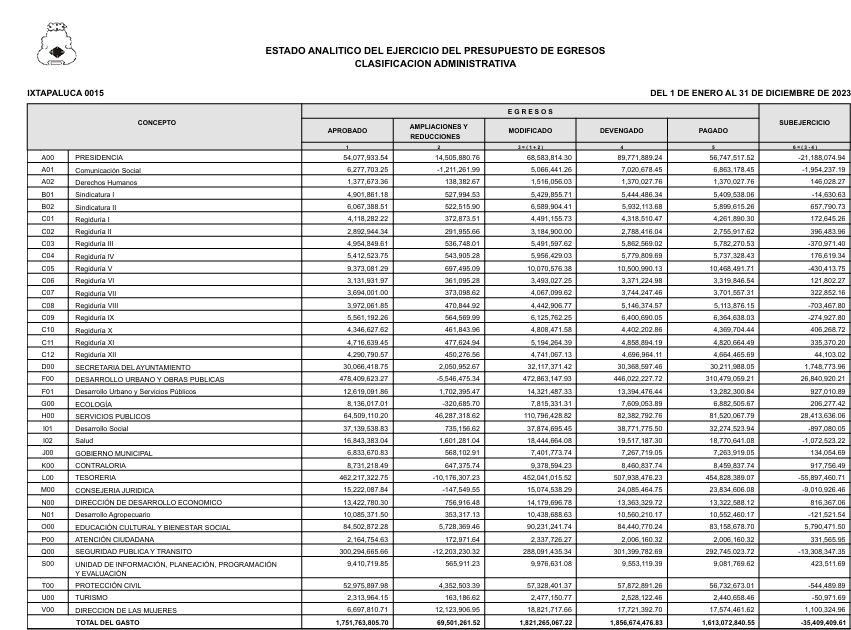 ESTADO ANALITICO DEL EJERCICIO DEL PRESUPUESTO DE EGRESOS
CLASIFICACION ADMINISTRATIVA
IXTAPALUCA 0015 DEL 1 DE ENERO AL 31 DE DICIEMBRE DE 2023
CONCEPTO E G R E S O S SUBEJERCICIO
APROBADO AMPLIACIONES Y REDUCCIONES MODIFICADO DEVENGADO PAGADO
1 2 3 = ( 1 + 2 ) 4 5 6 = ( 3 - 4 )
A00 PRESIDENCIA 54,077,933.54 14,505,880.76 68,583,814.30 89,771,889.24 56,747,517.52 -21,188,074.94
A01 Comunicación Social 6,277,703.25 -1,211,261.99 5,066,441.26 7,020,678.45 6,863,178.45 -1,954,237.19
A02 Derechos Humanos 1,377,673.36 138,382.67 1,516,056.03 1,370,027.76 1,370,027.76 146,028.27
B01 Sindicatura I 4,901,861.18 527,994.53 5,429,855.71 5,444,486.34 5,409,538.06 -14,630.63
B02 Sindicatura II 6,067,388.51 522,515.90 6,589,904.41 5,932,113.68 5,899,615.26 657,790.73
C01 Regiduría I 4,118,282.22 372,873.51 4,491,155.73 4,318,510.47 4,261,890.30 172,645.26
C02 Regiduría II 2,892,944.34 291,955.66 3,184,900.00 2,788,416.04 2,755,917.62 396,483.96
C03 Regiduría III 4,954,849.61 536,748.01 5,491,597.62 5,862,569.02 5,782,270.53 -370,971.40
C04 Regiduría IV 5,412,523.75 543,905.28 5,956,429.03 5,779,809.69 5,737,328.43 176,619.34
C05 Regiduría V 9,373,081.29 697,495.09 10,070,576.38 10,500,990.13 10,468,491.71 -430,413.75
C06 Regiduría VI 3,131,931.97 361,095.28 3,493,027.25 3,371,224.98 3,319,846.54 121,802.27
C07 Regiduría VII 3,694,001.00 373,098.62 4,067,099.62 3,744,247.46 3,701,557.31 322,852.16
C08 Regiduría VIII 3,972,061.85 470,844.92 4,442,906.77 5,146,374.57 5,113,876.15 -703,467.80
C09 Regiduría IX 5,561,192.26 564,569.99 6,125,762.25 6,400,690.05 6,364,638.03 -274,927.80
C10 Regiduría X 4,346,627.62 461,843.96 4,808,471.58 4,402,202.86 4,369,704.44 406,268.72
C11 Regiduría XI 4,716,639.45 477,624.94 5,194,264.39 4,858,894.19 4,820,664.49 335,370.20
C12 Regiduría XII 4,290,790.57 450,276.56 4,741,067.13 4,696,964.11 4,664,465.69 44,103.02
D00 SECRETARIA DEL AYUNTAMIENTO 30,066,418.75 2,050,952.67 32,117,371.42 30,368,597.46 30,211,988.05 1,748,773.96
F00 DESARROLLO URBANO Y OBRAS PUBLICAS 478,409,623.27 -5,546,475.34 472,863,147.93 446,022,227.72 310,479,059.21 26,840,920.21
F01 Desarrollo Urbano y Servicios Públicos 12,619,091.86 1,702,395.47 14,321,487.33 13,394,476.44 13,282,300.84 927,010.89
G00 ECOLOGÍA 8,136,017.01 -320,685.70 7,815,331.31 7,609,053.89 6,882,505.67 206,277.42
H00 SERVICIOS PUBLICOS 64,509,110.20 46,287,318.62 110,796,428.82 82,382,792.76 81,520,067.79 28,413,636.06
I01 Desarrollo Social 37,139,538.83 735,156.62 37,874,695.45 38,771,775.50 32,274,523.94 -897,080.05
I02 Salud 16,843,383.04 1,601,281.04 18,444,664.08 19,517,187.30 18,770,641.08 -1,072,523.22
J00 GOBIERNO MUNICIPAL 6,833,670.83 568,102.91 7,401,773.74 7,267,719.05 7,263,919.05 134,054.69
K00 CONTRALORIA 8,731,218.49 647,375.74 9,378,594.23 8,460,837.74 8,459,837.74 917,756.49
L00 TESORERIA 462,217,322.75 -10,176,307.23 452,041,015.52 507,938,476.23 454,828,389.07 -55,897,460.71
M00 CONSEJERIA JURIDICA 15,222,087.84 -147,549.55 15,074,538.29 24,085,464.75 23,834,606.08 -9,010,926.46
N00 DIRECCIÓN DE DESARROLLO ECONOMICO 13,422,780.30 756,916.48 14,179,696.78 13,363,329.72 13,322,588.12 816,367.06
N01 Desarrollo Agropecuario 10,085,371.50 353,317.13 10,438,688.63 10,560,210.17 10,552,460.17 -121,521.54
O00 EDUCACIÓN CULTURAL Y BIENESTAR SOCIAL 84,502,872.28 5,728,369.46 90,231,241.74 84,440,770.24 83,158,678.70 5,790,471.50
P00 ATENCIÓN CIUDADANA 2,164,754.63 172,971.64 2,337,726.27 2,006,160.32 2,006,160.32 331,565.95
Q00 SEGURIDAD PUBLICA Y TRANSITO 300,294,665.66 -12,203,230.32 288,091,435.34 301,399,782.69 292,745,023.72 -13,308,347.35
S00 UNIDAD DE INFORMACIÓN, PLANEACIÓN, PROGRAMACIÓN 9,410,719.85 565,911.23 9,976,631.08 9,553,119.39 9,081,769.62 423,511.69
Y EVALUACIÓN
T00 PROTECCIÓN CIVIL 52,975,897.98 4,352,503.39 57,328,401.37 57,872,891.26 56,732,673.01 -544,489.89
U00 TURISMO 2,313,964.15 163,186.62 2,477,150.77 2,528,122.46 2,440,658.46 -50,971.69
V00 DIRECCION DE LAS MUJERES 6,697,810.71 12,123,906.95 18,821,717.66 17,721,392.70 17,574,461.62 1,100,324.96
TOTAL DEL GASTO 1,751,763,805.70 69,501,261.52 1,821,265,067.22 1,856,674,476.83 1,613,072,840.55 -35,409,409.61